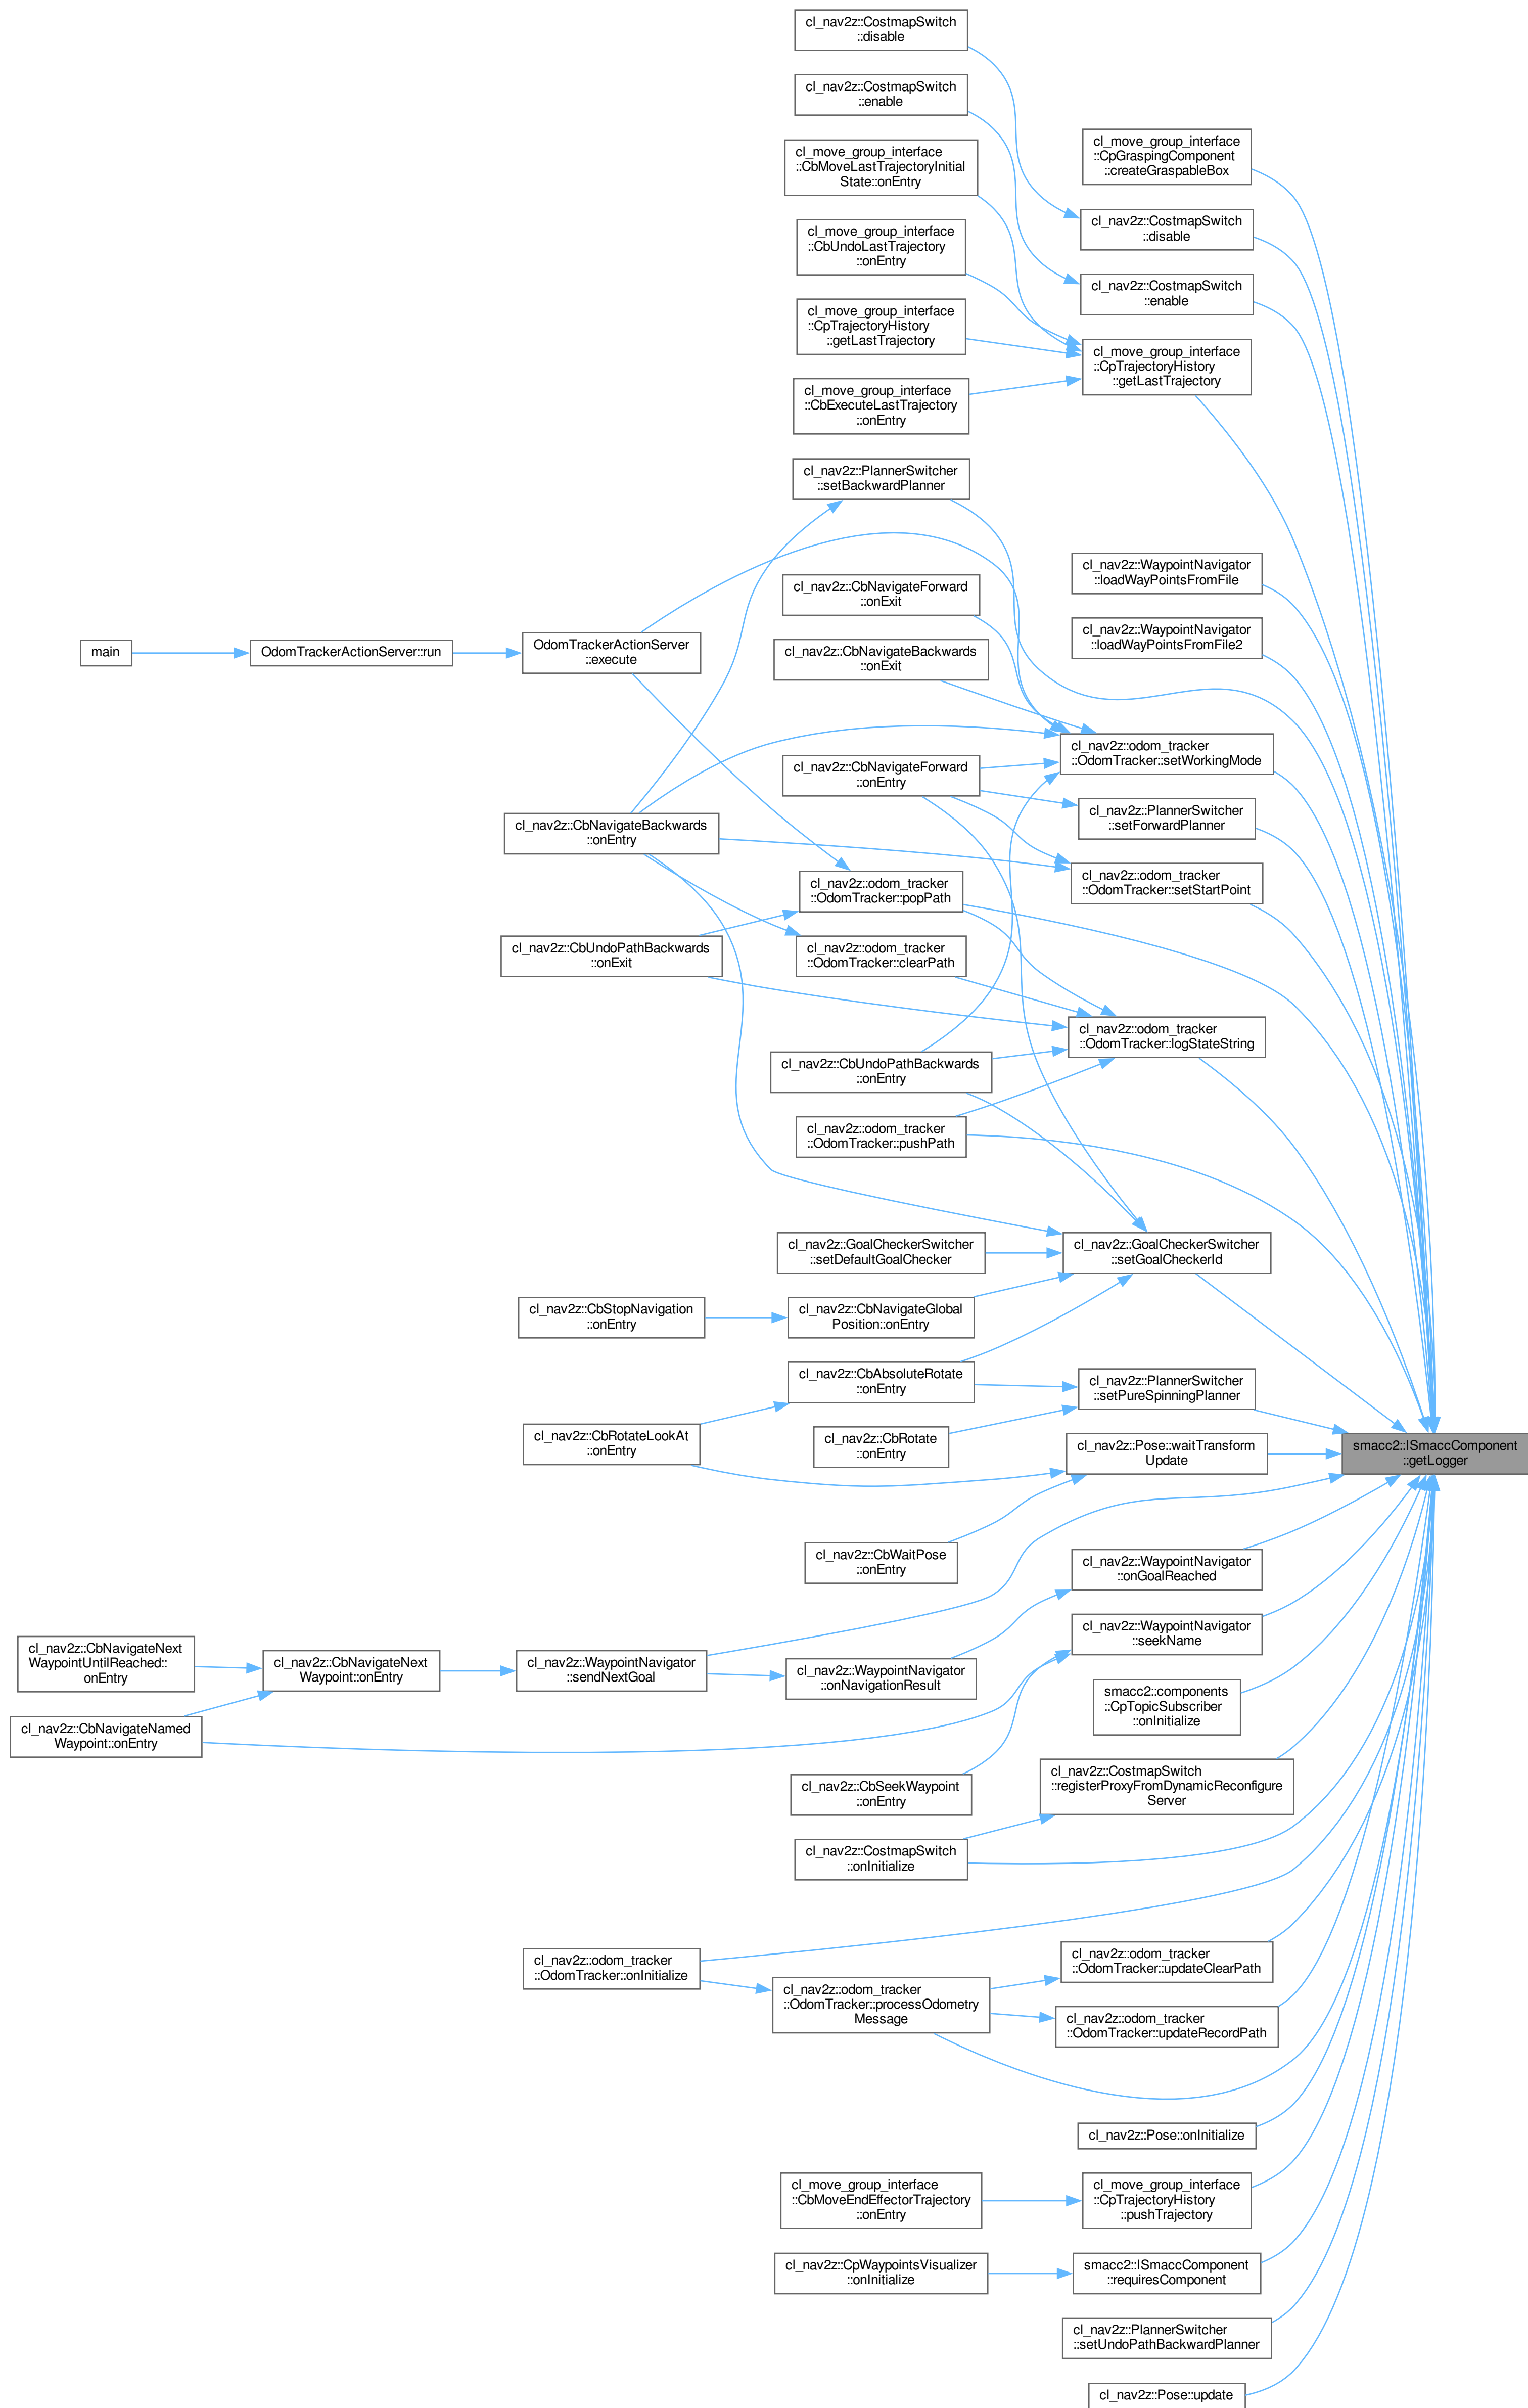 cl_nav2z::CostmapSwitch
::disable
cl_nav2z::CostmapSwitch
::enable
cl_move_group_interface
::CpGraspingComponent
::createGraspableBox
cl_move_group_interface
::CbMoveLastTrajectoryInitial
State::onEntry
cl_nav2z::CostmapSwitch
::disable
cl_move_group_interface
::CbUndoLastTrajectory
::onEntry
cl_nav2z::CostmapSwitch
::enable
cl_move_group_interface
::CpTrajectoryHistory
::getLastTrajectory
cl_move_group_interface
::CpTrajectoryHistory
::getLastTrajectory
cl_move_group_interface
::CbExecuteLastTrajectory
::onEntry
cl_nav2z::PlannerSwitcher
::setBackwardPlanner
cl_nav2z::WaypointNavigator
::loadWayPointsFromFile
cl_nav2z::CbNavigateForward
::onExit
cl_nav2z::WaypointNavigator
::loadWayPointsFromFile2
main
OdomTrackerActionServer::run
OdomTrackerActionServer
::execute
cl_nav2z::CbNavigateBackwards
::onExit
cl_nav2z::odom_tracker
::OdomTracker::setWorkingMode
cl_nav2z::CbNavigateForward
::onEntry
cl_nav2z::PlannerSwitcher
::setForwardPlanner
cl_nav2z::CbNavigateBackwards
::onEntry
cl_nav2z::odom_tracker
::OdomTracker::setStartPoint
cl_nav2z::odom_tracker
::OdomTracker::popPath
cl_nav2z::CbUndoPathBackwards
::onExit
cl_nav2z::odom_tracker
::OdomTracker::clearPath
cl_nav2z::odom_tracker
::OdomTracker::logStateString
cl_nav2z::CbUndoPathBackwards
::onEntry
cl_nav2z::odom_tracker
::OdomTracker::pushPath
cl_nav2z::GoalCheckerSwitcher
::setDefaultGoalChecker
cl_nav2z::GoalCheckerSwitcher
::setGoalCheckerId
cl_nav2z::CbStopNavigation
::onEntry
cl_nav2z::CbNavigateGlobal
Position::onEntry
cl_nav2z::CbAbsoluteRotate
::onEntry
cl_nav2z::PlannerSwitcher
::setPureSpinningPlanner
cl_nav2z::CbRotateLookAt
::onEntry
cl_nav2z::CbRotate
::onEntry
cl_nav2z::Pose::waitTransform
Update
smacc2::ISmaccComponent
::getLogger
cl_nav2z::CbWaitPose
::onEntry
cl_nav2z::WaypointNavigator
::onGoalReached
cl_nav2z::WaypointNavigator
::seekName
cl_nav2z::CbNavigateNext
WaypointUntilReached::
onEntry
cl_nav2z::CbNavigateNext
Waypoint::onEntry
cl_nav2z::WaypointNavigator
::sendNextGoal
cl_nav2z::WaypointNavigator
::onNavigationResult
smacc2::components
::CpTopicSubscriber
::onInitialize
cl_nav2z::CbNavigateNamed
Waypoint::onEntry
cl_nav2z::CbSeekWaypoint
::onEntry
cl_nav2z::CostmapSwitch
::registerProxyFromDynamicReconfigure
Server
cl_nav2z::CostmapSwitch
::onInitialize
cl_nav2z::odom_tracker
::OdomTracker::onInitialize
cl_nav2z::odom_tracker
::OdomTracker::updateClearPath
cl_nav2z::odom_tracker
::OdomTracker::processOdometry
Message
cl_nav2z::odom_tracker
::OdomTracker::updateRecordPath
cl_nav2z::Pose::onInitialize
cl_move_group_interface
::CbMoveEndEffectorTrajectory
::onEntry
cl_move_group_interface
::CpTrajectoryHistory
::pushTrajectory
cl_nav2z::CpWaypointsVisualizer
::onInitialize
smacc2::ISmaccComponent
::requiresComponent
cl_nav2z::PlannerSwitcher
::setUndoPathBackwardPlanner
cl_nav2z::Pose::update